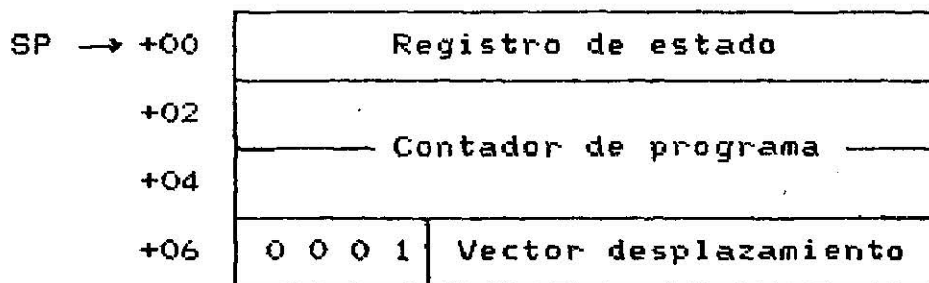 SP → +00 Registro de estado
+02
Contador de programa
+04
+06 0 0 0 1 Vector desplazamiento